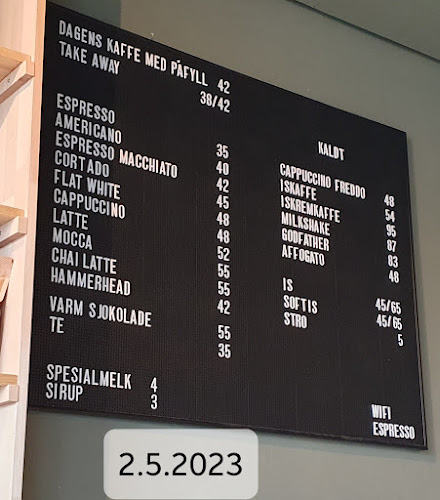 DAGENS KAFFE MED PÅFYLL 42
TAKE AWAY 38/42
ESPRESSO 35
AMERICANO 40
ESPRESSO MACCHIATO 42
CORTADO 45
FLAT WHITE 48
CAPPUCCINO 48
LATTE 52
MOCCA 55
CHAI LATTE 55
HAMMERHEAD 42
VARM SJOKOLADE 55
TE 35
SPESIALMELK 4
SIRUP 3
KALDT
CAPPUCCINO FREDDO 48
ISKAFFE 54
ISKREMKAFFE 95
MILKSHAKE 87
GODFATHER 83
AFFOGATO 48
IS 45/65
SOFTIS 45/65
STRO 5
WIFI
ESPRESSO
2.5.2023